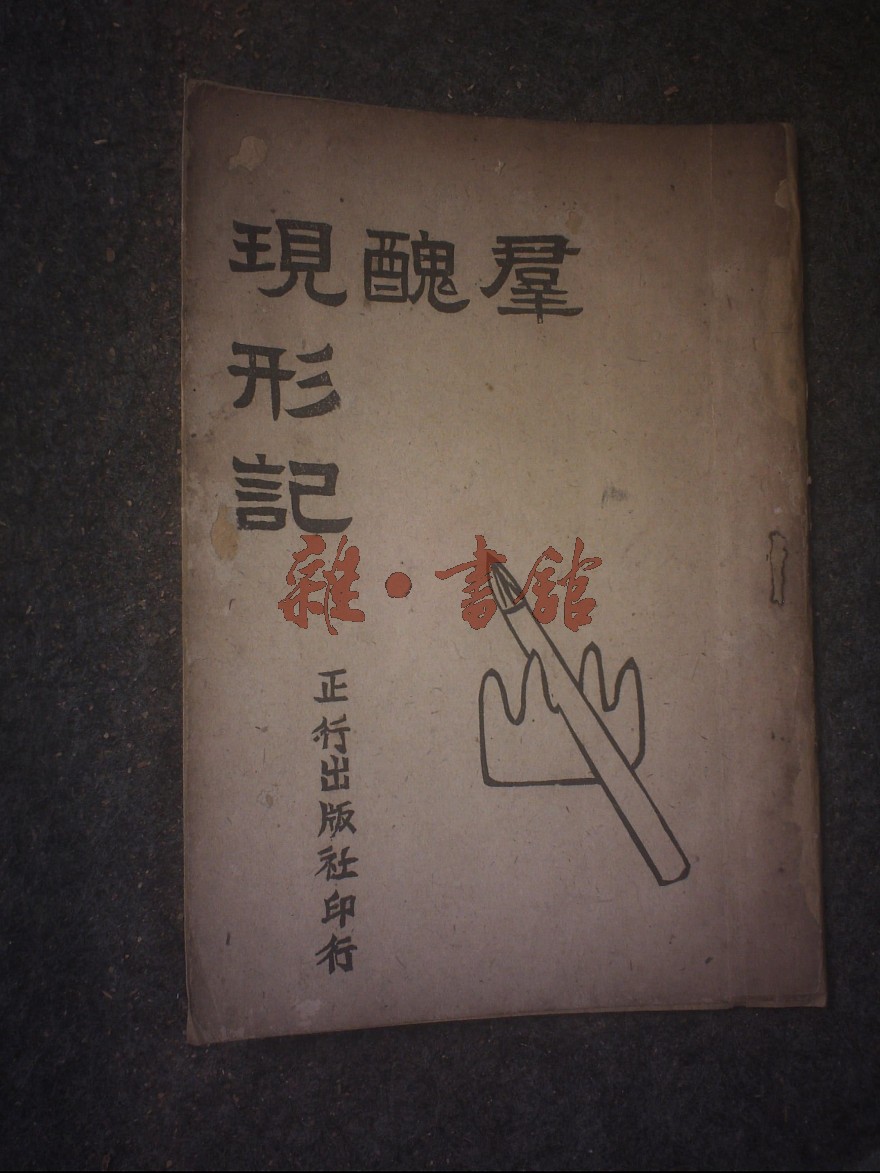 羣醜現
形
記
雜·書館
正行出版社印行